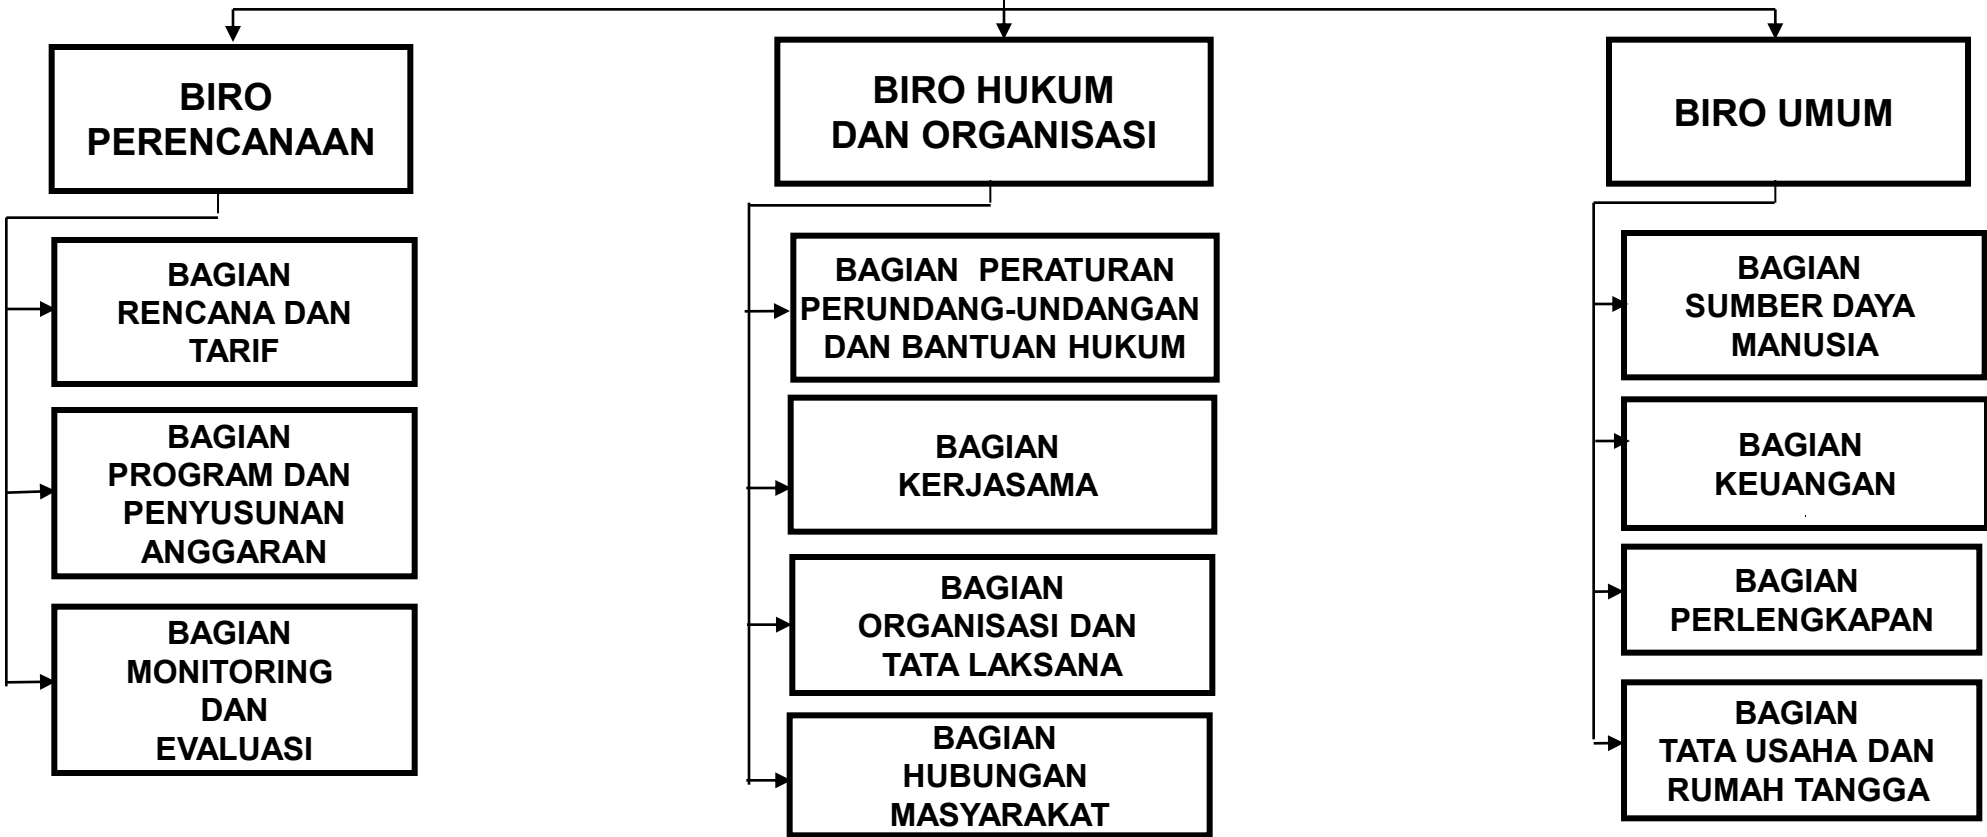 BIRO
PERENCANAAN
BIRO HUKUM
DAN ORGANISASI
BIRO UMUM
BAGIAN
RENCANA DAN
TARIF
BAGIAN
PROGRAM DAN
PENYUSUNAN
ANGGARAN
BAGIAN
MONITORING
DAN
EVALUASI
BAGIAN PERATURAN
PERUNDANG-UNDANGAN
DAN BANTUAN HUKUM
BAGIAN
KERJASAMA
BAGIAN
ORGANISASI DAN
TATA LAKSANA
BAGIAN
HUBUNGAN
MASYARAKAT
BAGIAN
SUMBER DAYA
MANUSIA
BAGIAN
KEUANGAN
BAGIAN
PERLENGKAPAN
BAGIAN
TATA USAHA DAN
RUMAH TANGGA